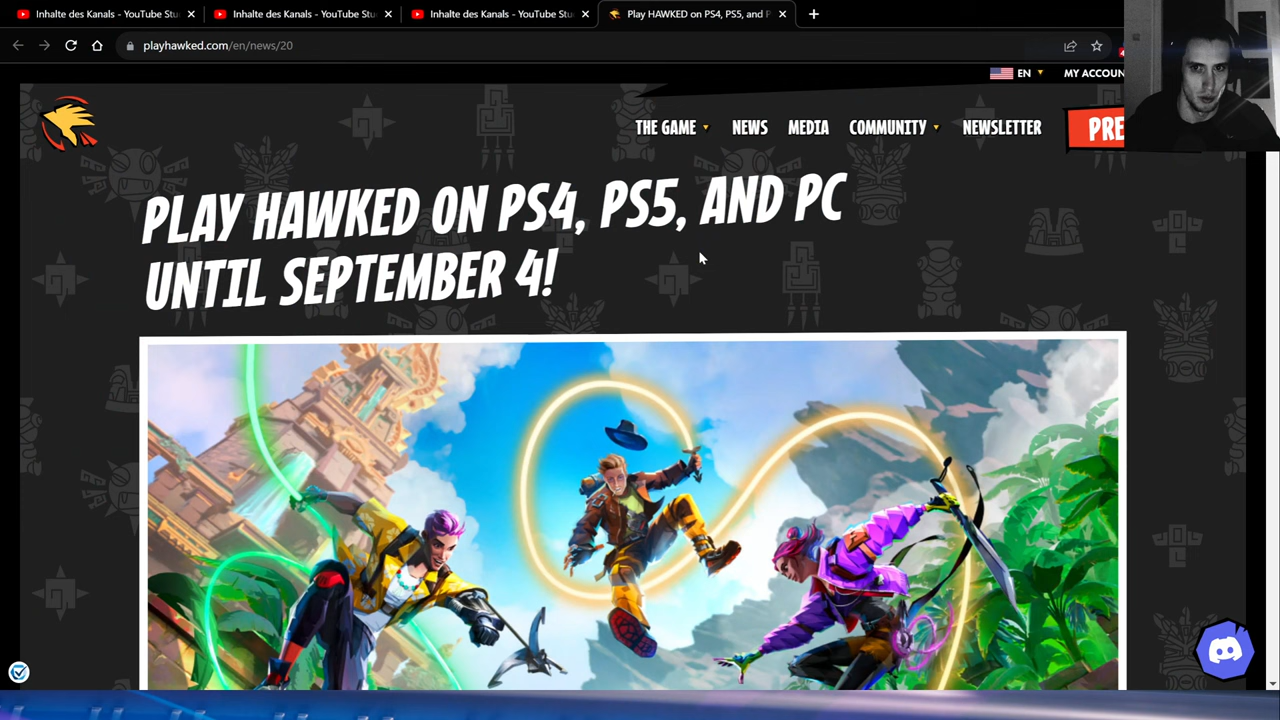 Inhalte des Kanals - YouTube Stu
Inhalte des Kanals - YouTube Stu
Inhalte des Kanals - YouTube Stu
Play HAWKED on PS4, PS5, and P
playhawked.com/en/news/20
EN
MY ACCOUN
THE GAME
NEWS
MEDIA
COMMUNITY
NEWSLETTER
PRE
PLAY HAWKED ON PS4, PS5, AND PC
UNTIL SEPTEMBER 4!